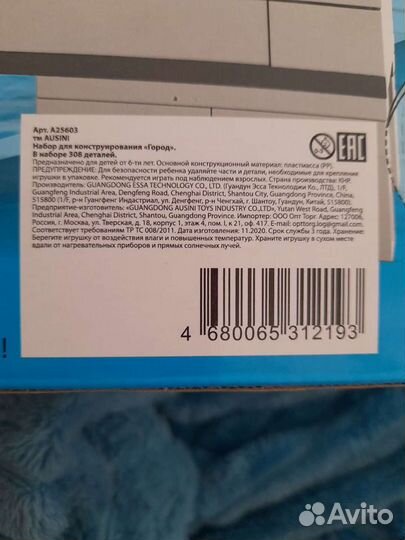 Арт. A25603
тм AUSINI
Набор для конструирования «Город».
В наборе 308 деталей.
Предназначено для детей от 6-ти лет. Основной конструкционный материал: пластмасса (PP).
ПРЕДУПРЕЖДЕНИЕ: Для безопасности ребенка удаляйте части и детали, необходимые для крепления
игрушки в упаковке. Рекомендуется играть под наблюдением взрослых. Страна производства: КНР
Производитель: GUANGDONG ESSA TECHNOLOGY CO., LTD, (Гуандун Эсса Текнолоджи Ко., ЛТД), 1/F,
Guangfeng Industrial Area, Dengfeng Road, Chenghai District, Shantou City, Guangdong Province, China,
515800 (1/F, р-н Гуангфенг Индастриал, ул. Денгфенг, р-н Ченгхай, г. Шантоу, Гуандун, Китай, 515800);
Предприятие-изготовитель: «GUANGDONG AUSINI TOYS INDUSTRY CO., LTD», Yutan West Road, Fengxiang
Industrial Area, Chenghai District, Shantou, Guangdong Province. Импортер: ООО Опт Торг. Адрес: 127006,
Россия, г. Москва, ул. Тверская, д. 18, корпус 1, этаж 4, пом. I, к 21, оф. 417. opttorg.log@gmail.com
Соответствует требованиям ТР ТС 008/2011. Дата изготовления: 11.2020. Срок службы 3 года. Хранение:
Берегите игрушку от воздействия влаги и повышенных температур. Храните игрушку в сухом месте
вдали от нагревательных приборов и прямых солнечных лучей.
0-3
EAC
4 680065 312193
Avito